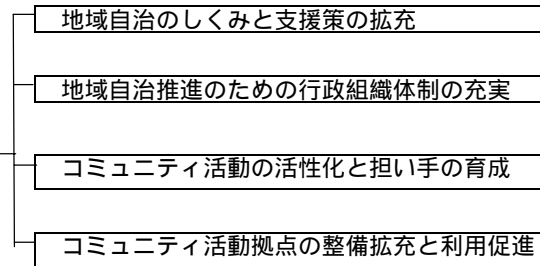 地域自治のしくみと支援策の拡充
地域自治推進のための行政組織体制の充実
コミュニティ活動の活性化と担い手の育成
コミュニティ活動拠点の整備拡充と利用促進